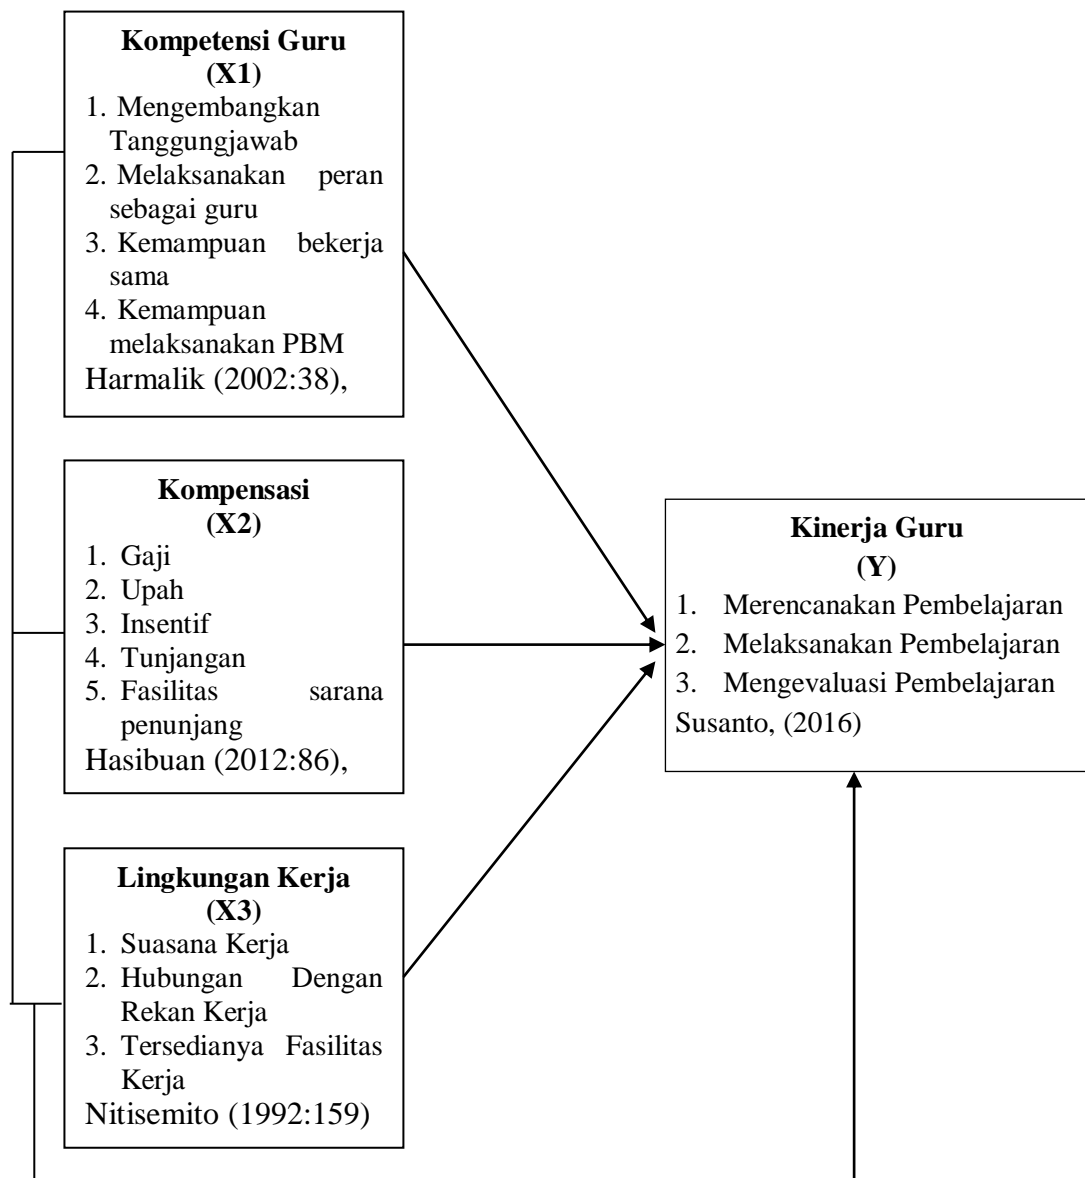 Kompetensi Guru
(X1)
1. Mengembangkan
Tanggungjawab
2. Melaksanakan peran
sebagai guru
3. Kemampuan bekerja
sama
4. Kemampuan
melaksanakan PBM
Harmalik (2002:38),
Kompensasi
(X2)
1. Gaji
2. Upah
3. Insentif
4. Tunjangan
5. Fasilitas sarana
penunjang
Hasibuan (2012:86),
Lingkungan Kerja
(X3)
1. Suasana Kerja
2. Hubungan Dengan
Rekan Kerja
3. Tersedianya Fasilitas
Kerja
Nitisemito (1992:159)
Kinerja Guru
(Y)
1. Merencanakan Pembelajaran
2. Melaksanakan Pembelajaran
3. Mengevaluasi Pembelajaran
Susanto, (2016)